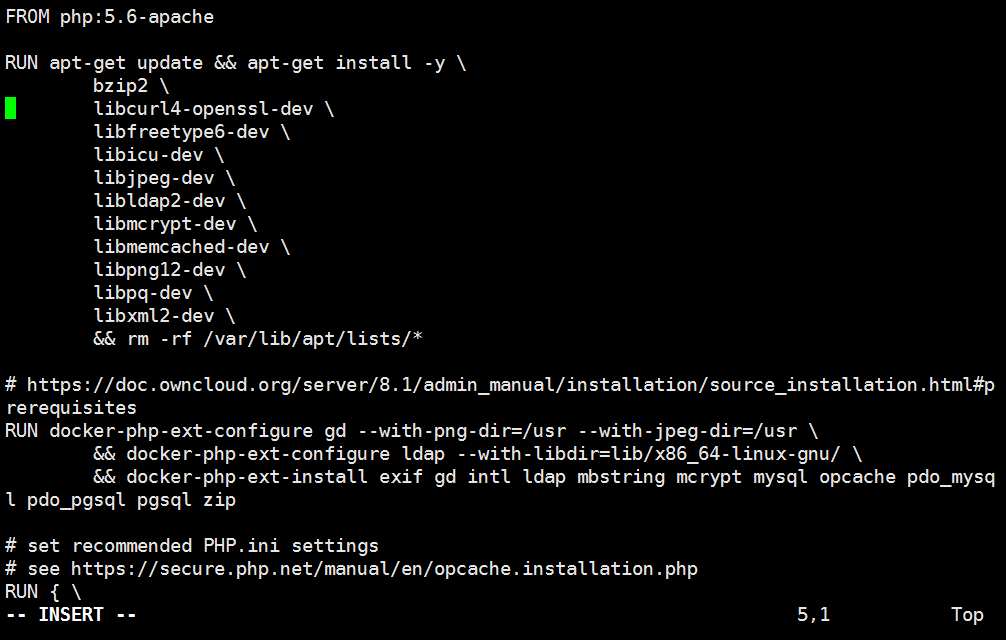 FROM php:5.6-apache

RUN apt-get update && apt-get install -y \
        bzip2 \
        libcurl4-openssl-dev \
        libfreetype6-dev \
        libicu-dev \
        libjpeg-dev \
        libldap2-dev \
        libmcrypt-dev \
        libmemcached-dev \
        libpng12-dev \
        libpq-dev \
        libxml2-dev \
        && rm -rf /var/lib/apt/lists/*

# https://doc.owncloud.org/server/8.1/admin_manual/installation/source_installation.html#p
rerequisites
RUN docker-php-ext-configure gd --with-png-dir=/usr --with-jpeg-dir=/usr \
        && docker-php-ext-configure ldap --with-libdir=lib/x86_64-linux-gnu/ \
        && docker-php-ext-install exif gd intl ldap mbstring mcrypt mysql opcache pdo_mysq
l pdo_pgsql pgsql zip

# set recommended PHP.ini settings
# see https://secure.php.net/manual/en/opcache.installation.php
RUN { \
-- INSERT --                                                            5,1           Top